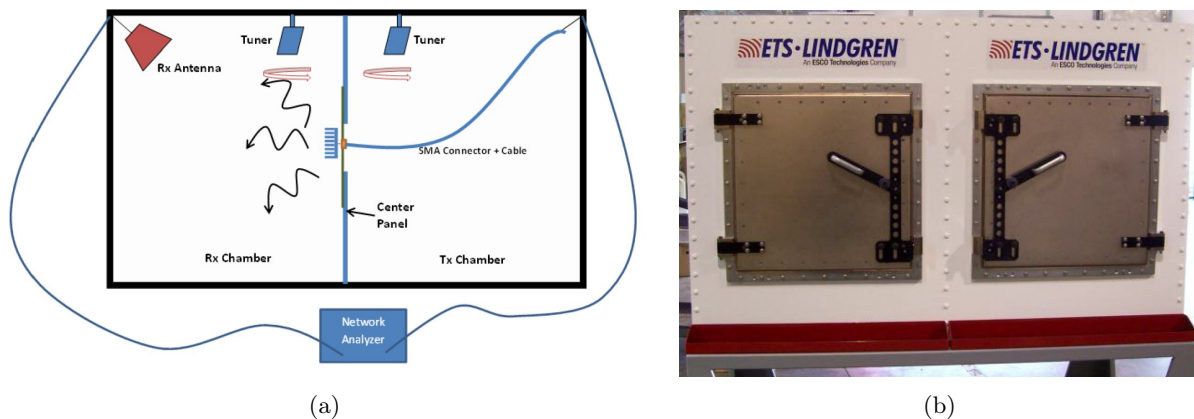 Tuner
Tuner
Rx Antenna
SMA Connector + Cable
Center
Panel
Rx Chamber
Tx Chamber
Network
Analyzer
(a)
ETS·LINDGREN
An ESCO Technologies Company
ETS·LINDGREN
An ESCO Technologies Company
(b)